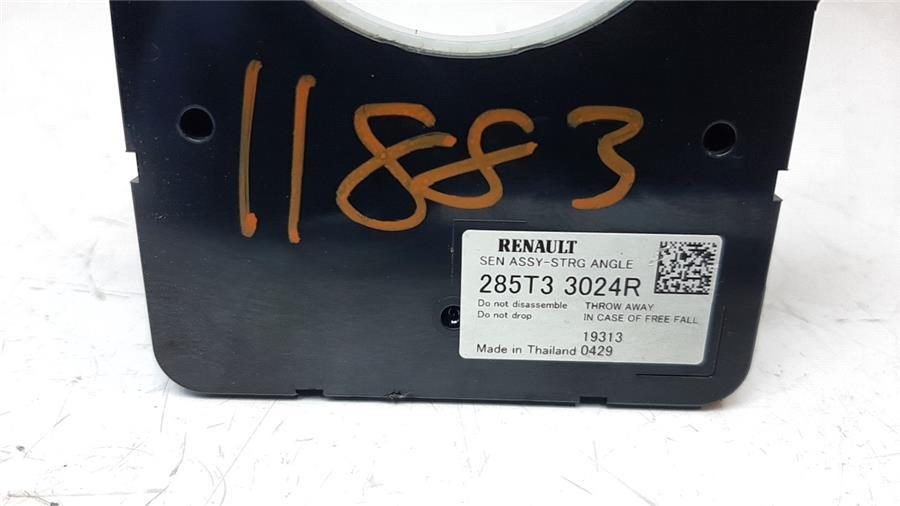 11883
RENAULT
SEN ASSY-STRG ANGLE
285T3 3024R
Do not disassemble THROW AWAY
Do not drop IN CASE OF FREE FALL
19313
Made in Thailand 0429